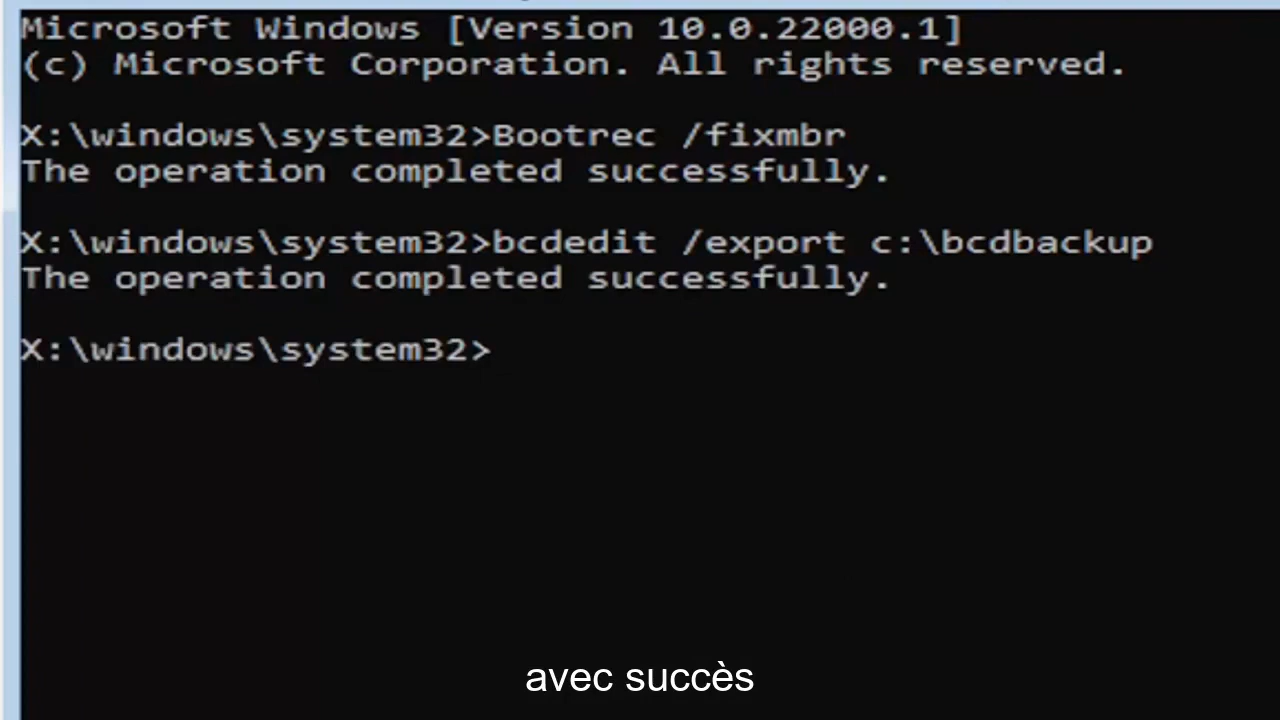 Microsoft Windows [Version 10.0.22000.1]
(c) Microsoft Corporation. All rights reserved.
X:\windows\system32>Bootrec /fixmbr
The operation completed successfully.
X:\windows\system32>bcdedit /export c:\bcdbackup
The operation completed successfully.
X:\windows\system32>
avec succès